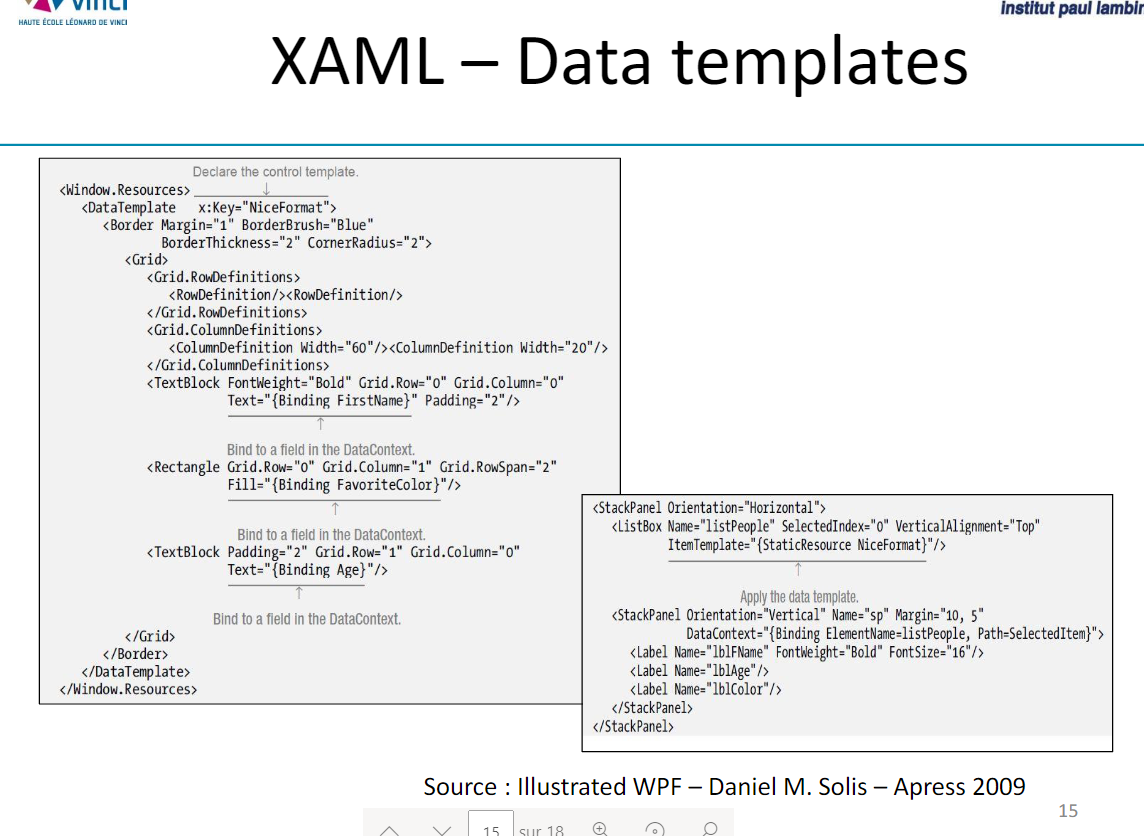 vinci
HAUTE ÉCOLE LÉONARD DE VINCI
institut paul lambin
XAML – Data templates
Declare the control template.
<Window.Resources>
<DataTemplate x:Key="NiceFormat">
<Border Margin="1" BorderBrush="Blue"
BorderThickness="2" CornerRadius="2">
<Grid>
<Grid.RowDefinitions>
<RowDefinition/><RowDefinition/>
</Grid.RowDefinitions>
<Grid.ColumnDefinitions>
<ColumnDefinition Width="60"/><ColumnDefinition Width="20"/>
</Grid.ColumnDefinitions>
<TextBlock FontWeight="Bold" Grid.Row="0" Grid.Column="0"
Text="{Binding FirstName}" Padding="2"/>
Bind to a field in the DataContext.
<Rectangle Grid.Row="0" Grid.Column="1" Grid.RowSpan="2"
Fill="{Binding FavoriteColor}"/>
Bind to a field in the DataContext.
<TextBlock Padding="2" Grid.Row="1" Grid.Column="0"
Text="{Binding Age}"/>
Bind to a field in the DataContext.
</Grid>
</Border>
</DataTemplate>
</Window.Resources>
<StackPanel Orientation="Horizontal">
<ListBox Name="listPeople" SelectedIndex="0" VerticalAlignment="Top"
ItemTemplate="{StaticResource NiceFormat}"/>
Apply the data template.
<StackPanel Orientation="Vertical" Name="sp" Margin="10, 5"
DataContext="{Binding ElementName=listPeople, Path=SelectedItem}">
<Label Name="lblFName" FontWeight="Bold" FontSize="16"/>
<Label Name="lblAge"/>
<Label Name="lblColor"/>
</StackPanel>
</StackPanel>
Source : Illustrated WPF – Daniel M. Solis – Apress 2009
15
15 sur 18